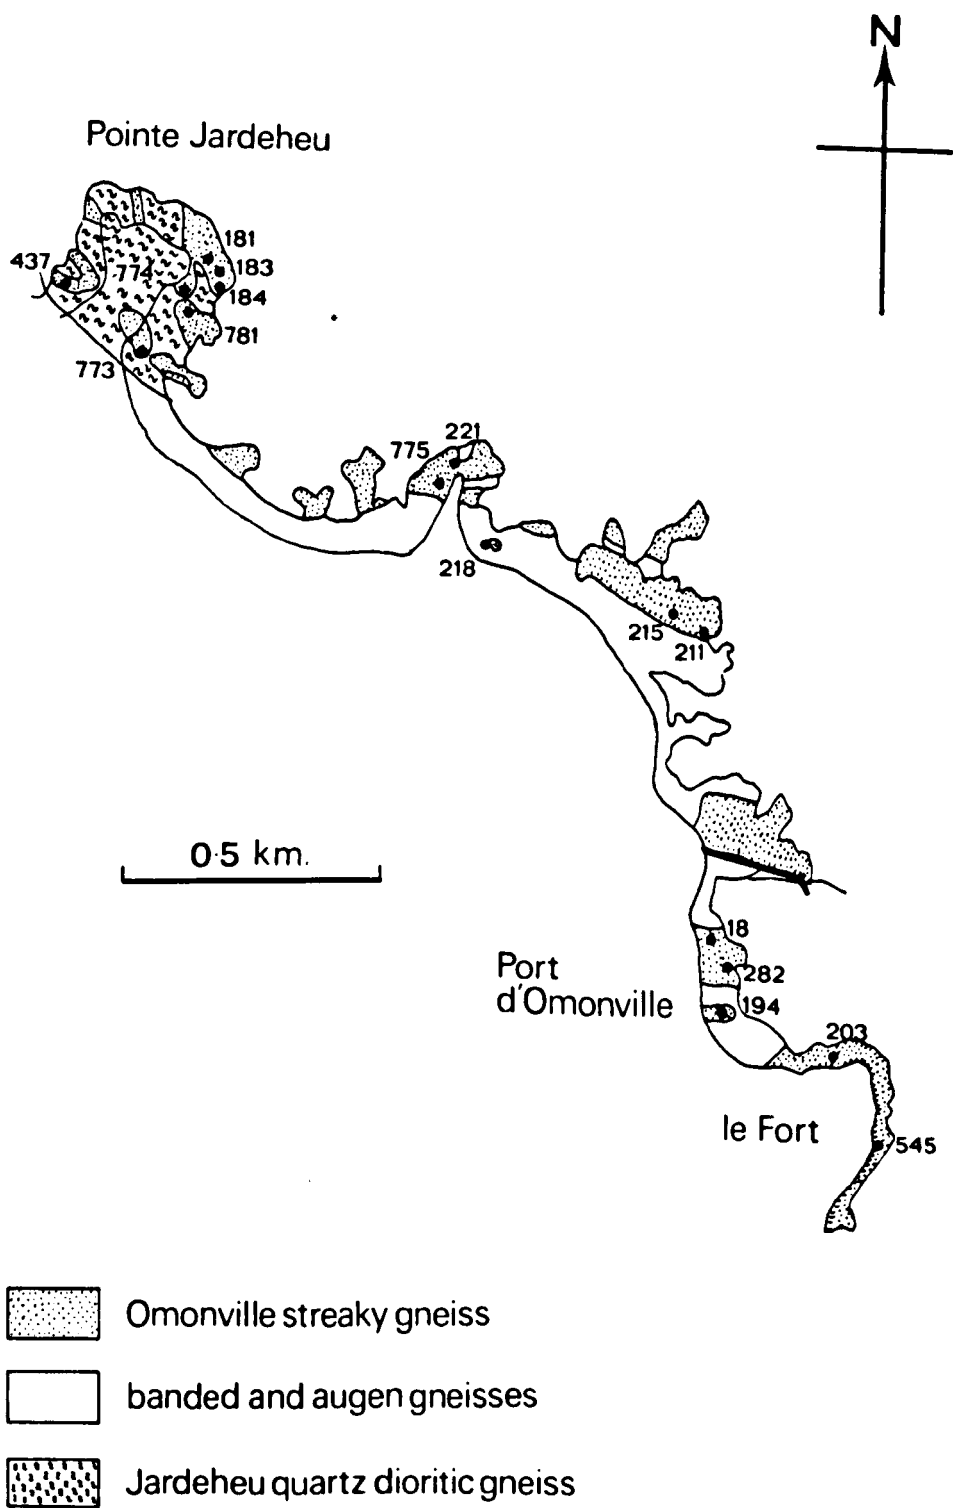 N
Pointe Jardeheu
181
437
774
183
184
781
773
221
775
218
215
211
0·5 km.
18
Port
d'Omonville
282
194
203
le Fort
545
Omonville streaky gneiss
banded and augen gneisses
Jardeheu quartz dioritic gneiss